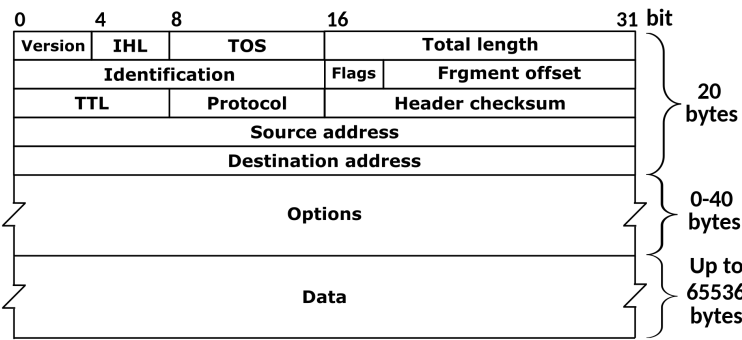 0 4 8 16 31 bit
Version IHL TOS Total length
Identification Flags Frgment offset
TTL Protocol Header checksum
Source address
Destination address
20
bytes
Options
0-40
bytes
Data
Up to
65536
bytes